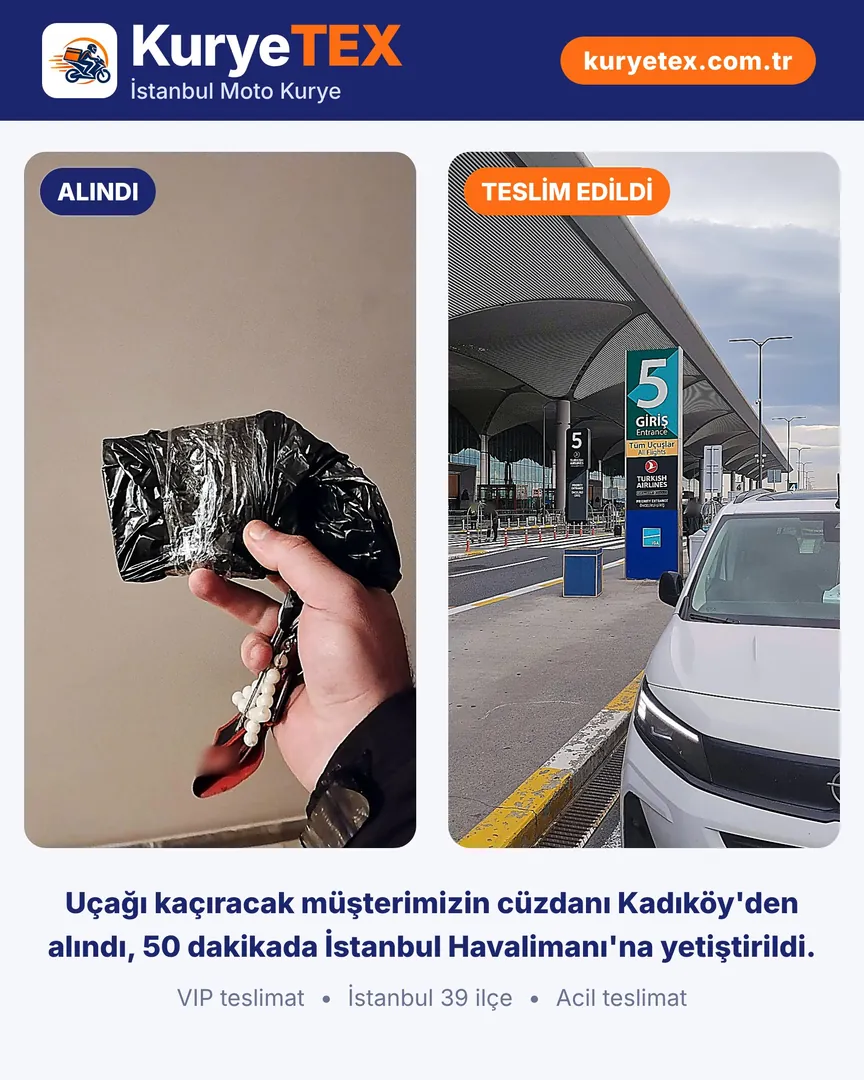 KuryeTEX
İstanbul Moto Kurye
kuryetex.com.tr
ALINDI
TESLİM EDİLDİ
5
GİRİŞ
Entrance
Tüm Uçuşlar
All Flights
TURKISH
AIRLINES
5
Uçağı kaçıracak müşterimizin cüzdanı Kadıköy'den
alındı, 50 dakikada İstanbul Havalimanı'na yetiştirildi.
VIP teslimat • İstanbul 39 ilçe • Acil teslimat